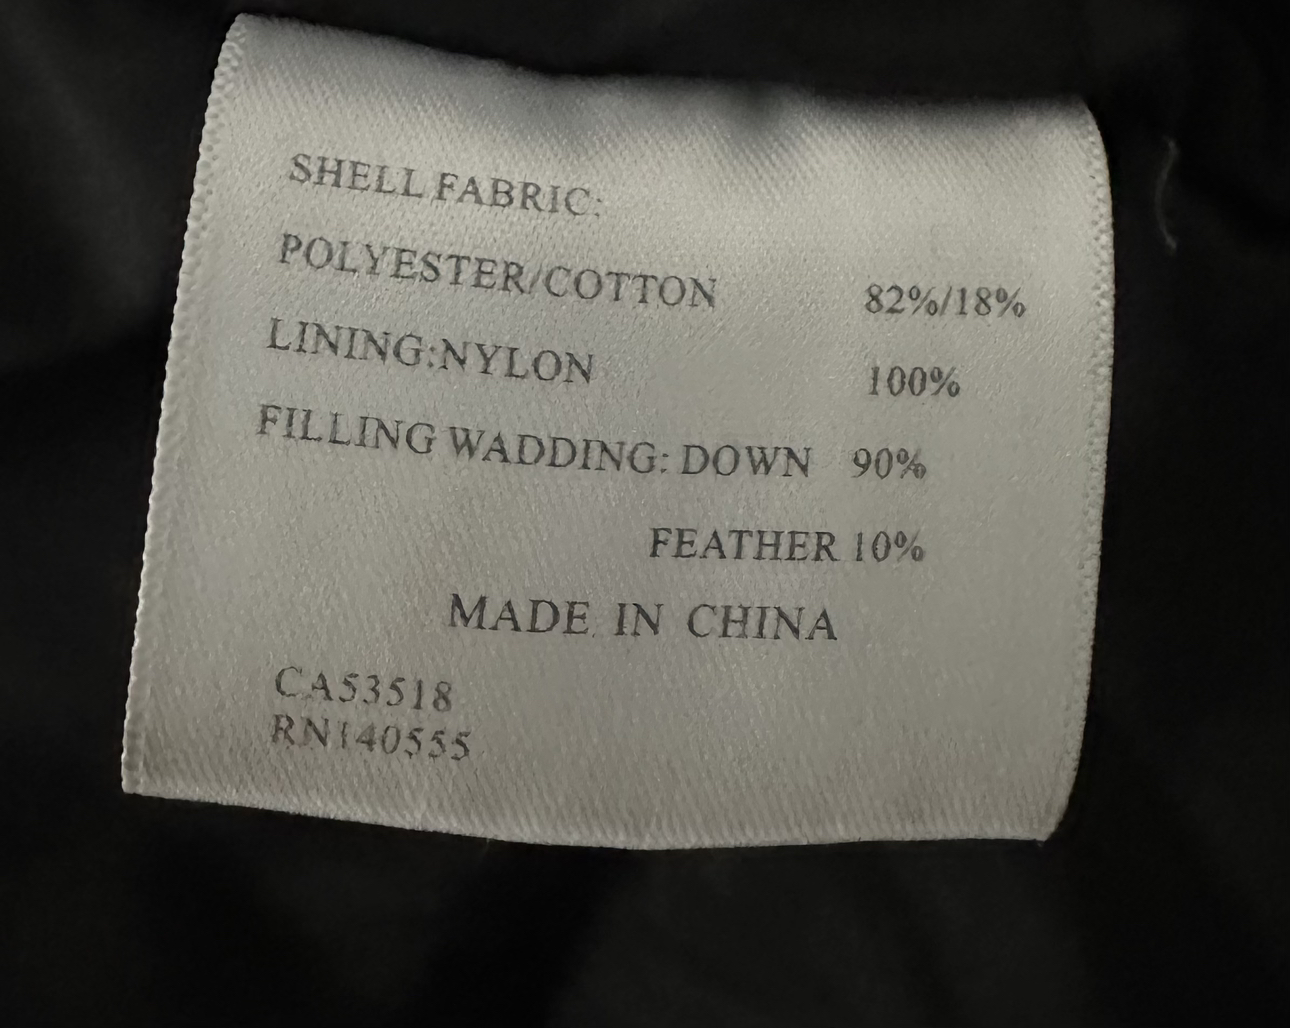 SHELL FABRIC:
POLYESTER/COTTON 82%/18%
LINING:NYLON 100%
FILLING WADDING: DOWN 90%
FEATHER 10%
MADE IN CHINA
CA53518
RN140555